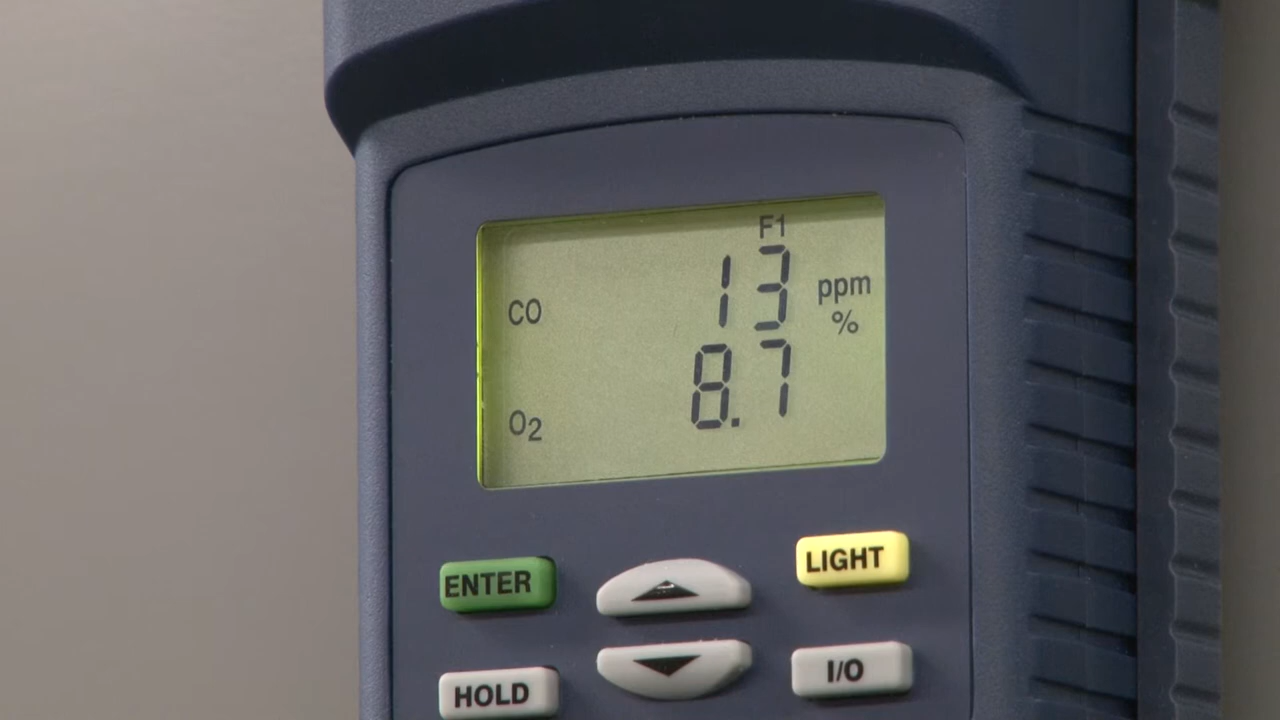 F1
CO 13 ppm
%
O2 8.7
ENTER
LIGHT
HOLD
I/O